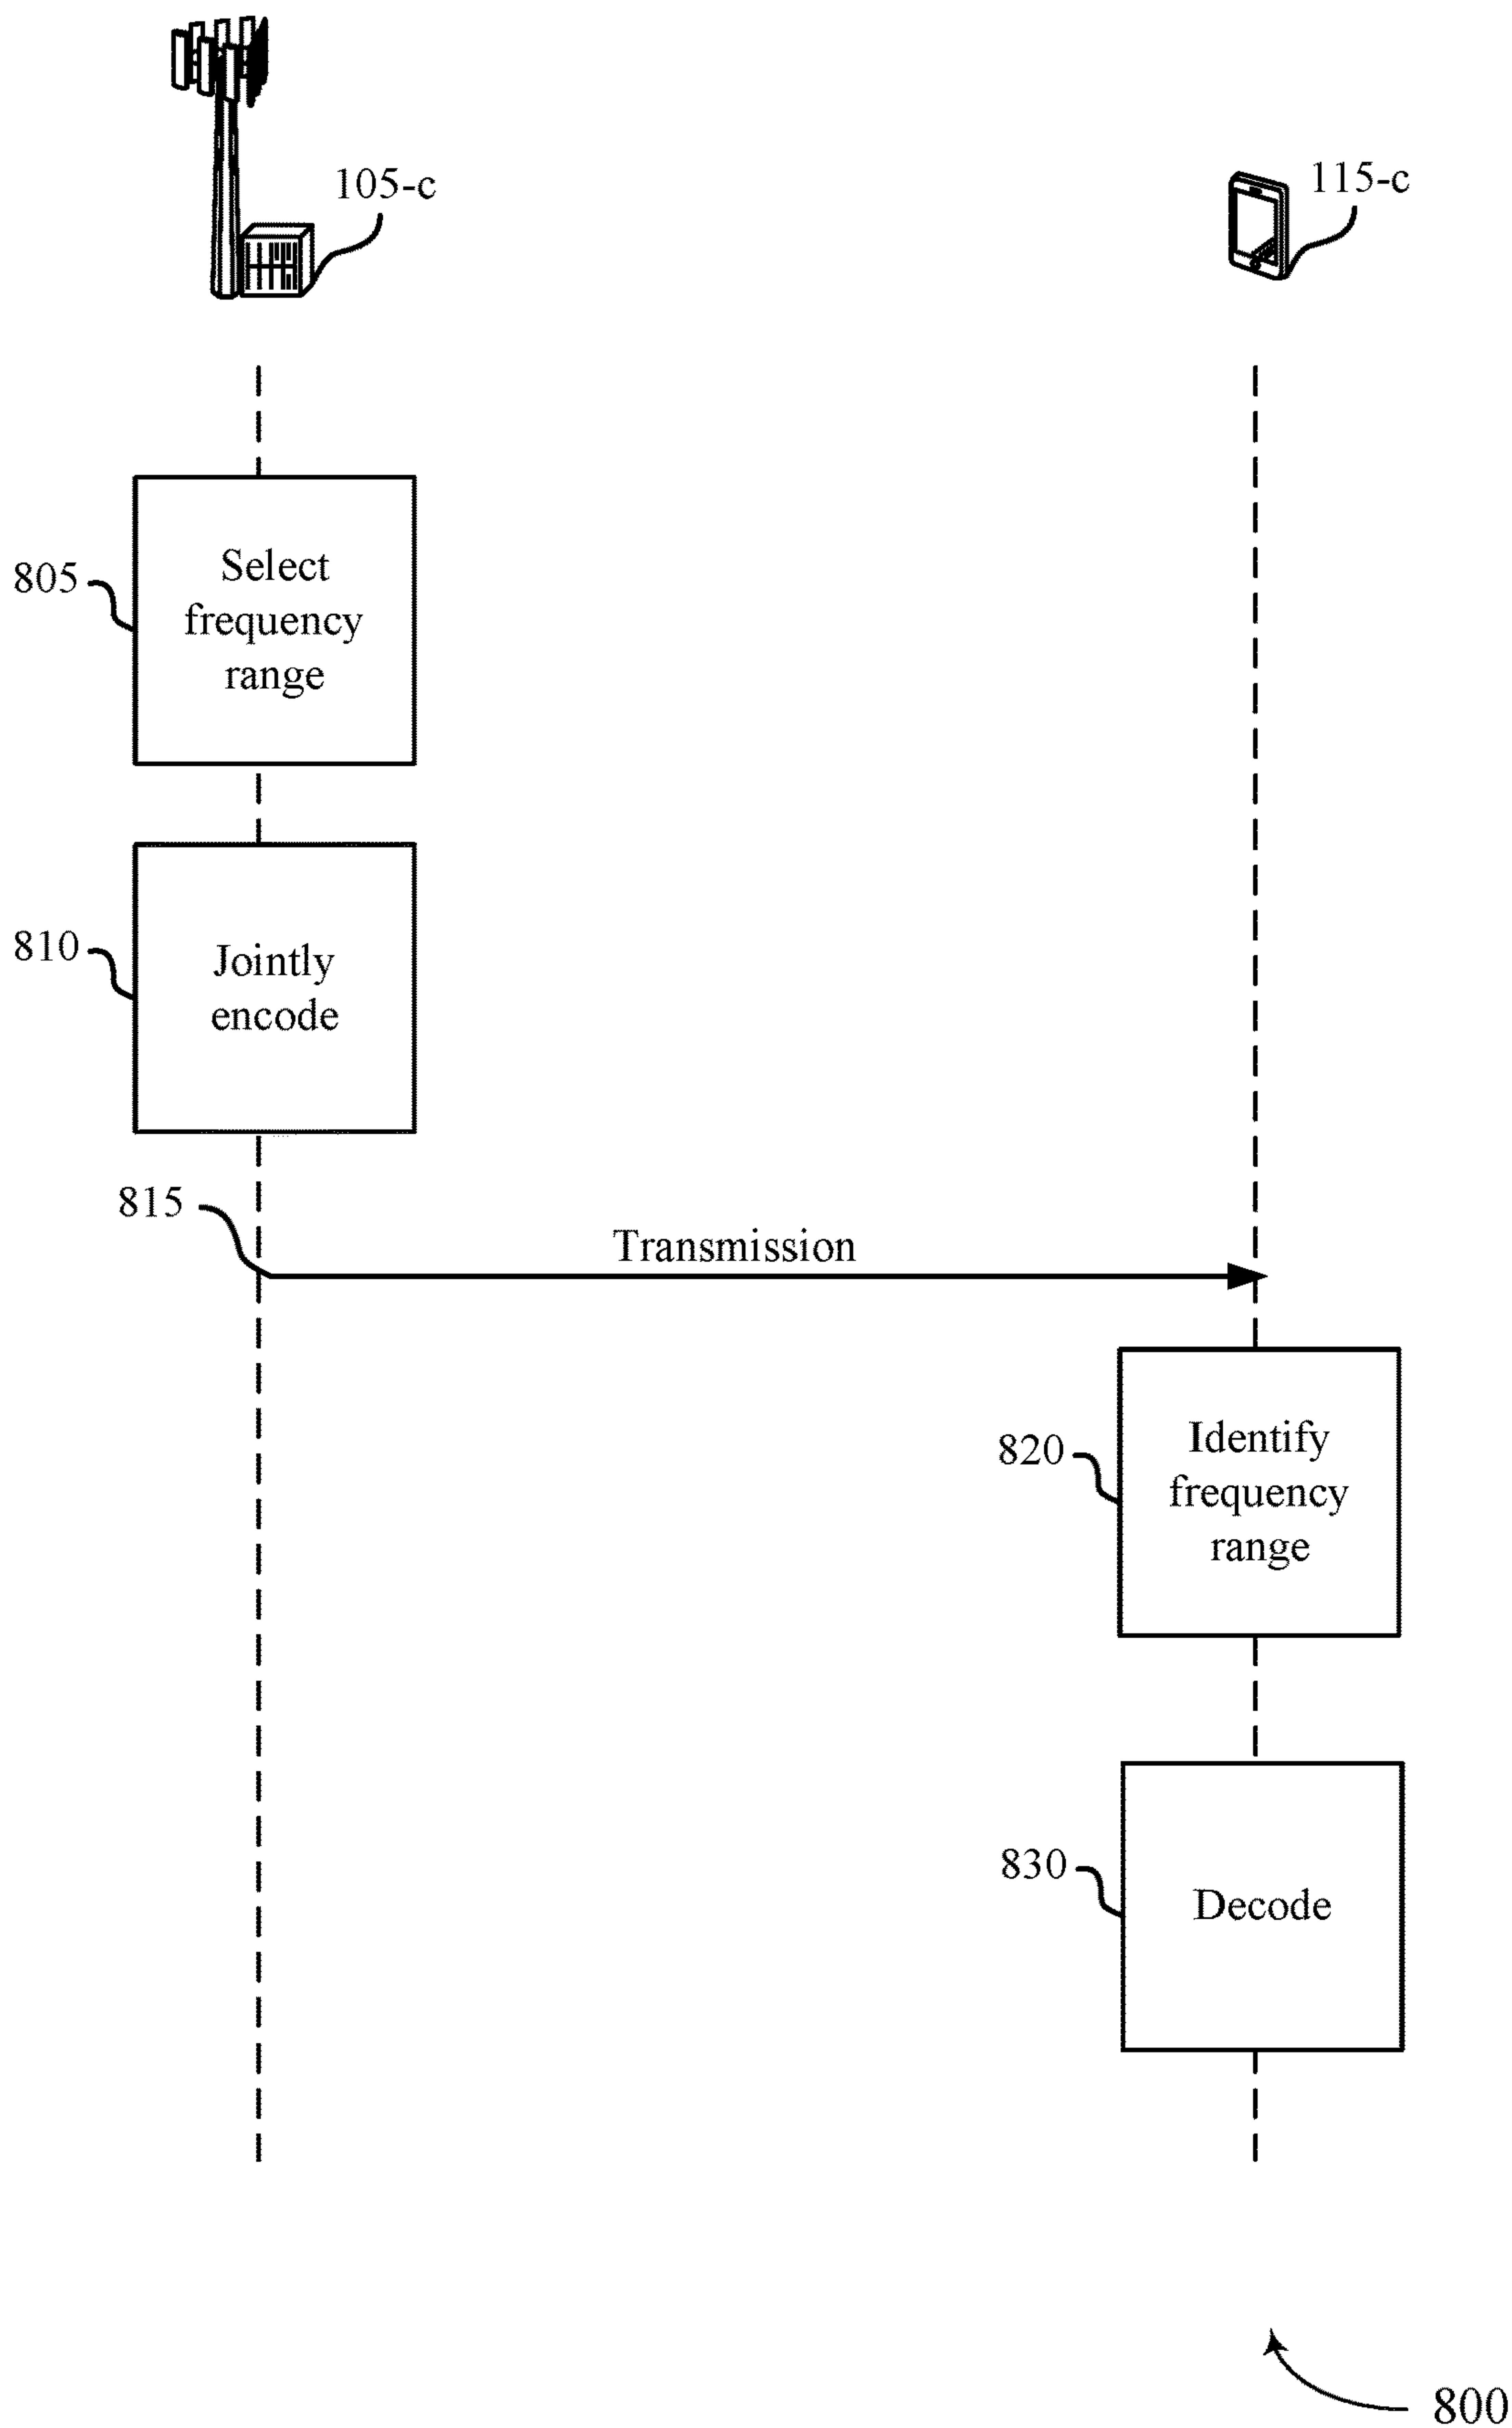 105-c
115-c
805
Select
frequency
range
810
Jointly
encode
815
Transmission
820
Identify
frequency
range
830
Decode
800